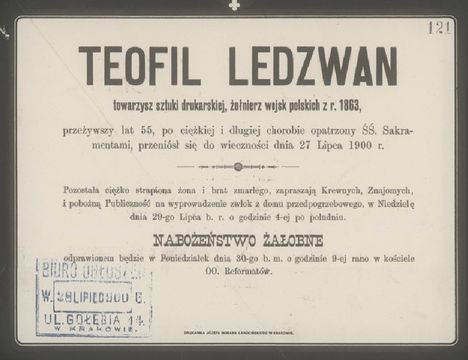 121
TEOFIL LEDZWAN
towarzysz sztuki drukarskiej, żołnierz wojsk polskich z r. 1863,
przeżywszy lat 55, po ciężkiej i długiej chorobie opatrzony ŚŚ. Sakra-
mentami, przeniósł się do wieczności dnia 27 Lipca 1900 r.
Pozostała ciężko strapiona żona i brat zmarłego, zapraszają Krewnych, Znajomych,
i pobożną Publiczność na wyprowadzenie zwłok z domu przedpogrzebowego, w Niedzielę
dnia 29-go Lipca b. r. o godzinie 4-ej po południu.
NABOŻEŃSTWO ŻAŁOBNE
odprawionem będzie w Poniedziałek dnia 30-go b. m. o godzinie 9-ej rano w kościele
OO. Reformatów.
BIURO
W.
UL. GOŁĘBIA 14.
W KRAKOWIE.
DRUKARNIA JÓZEFA W KRAKOWIE.